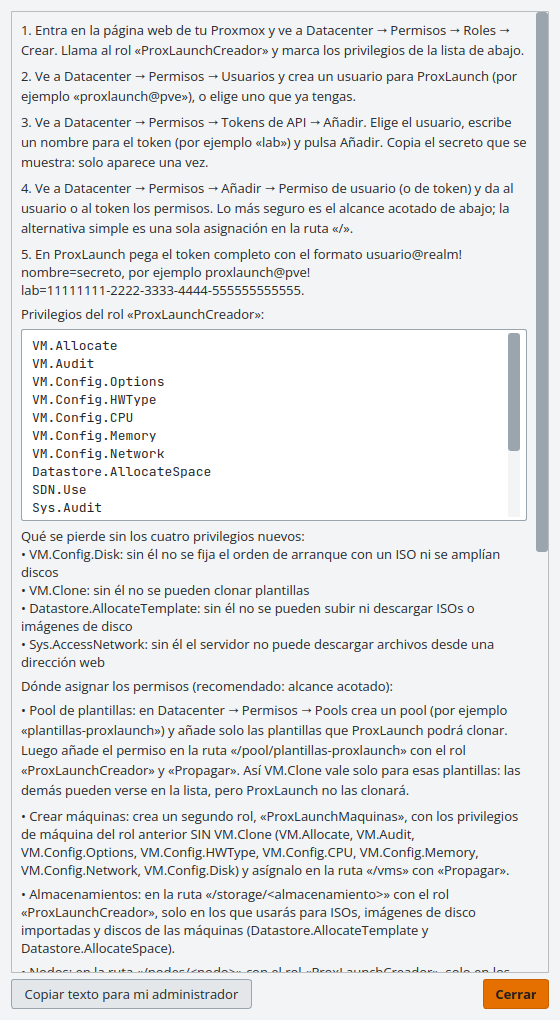 1. Entra en la página web de tu Proxmox y ve a Datacenter → Permisos → Roles →
Crear. Llama al rol «ProxLaunchCreador» y marca los privilegios de la lista de abajo.
2. Ve a Datacenter → Permisos → Usuarios y crea un usuario para ProxLaunch (por
ejemplo «proxlaunch@pve»), o elige uno que ya tengas.
3. Ve a Datacenter → Permisos → Tokens de API → Añadir. Elige el usuario, escribe
un nombre para el token (por ejemplo «lab») y pulsa Añadir. Copia el secreto que se
muestra: solo aparece una vez.
4. Ve a Datacenter → Permisos → Añadir → Permiso de usuario (o de token) y da al
usuario o al token los permisos. Lo más seguro es el alcance acotado de abajo; la
alternativa simple es una sola asignación en la ruta «/».
5. En ProxLaunch pega el token completo con el formato usuario@realm!
nombre=secreto, por ejemplo proxlaunch@pve!
lab=11111111-2222-3333-4444-555555555555.
Privilegios del rol «ProxLaunchCreador»:
VM.Allocate
VM.Audit
VM.Config.Options
VM.Config.HWType
VM.Config.CPU
VM.Config.Memory
VM.Config.Network
Datastore.AllocateSpace
SDN.Use
Sys.Audit
Qué se pierde sin los cuatro privilegios nuevos:
• VM.Config.Disk: sin él no se fija el orden de arranque con un ISO ni se amplían
discos
• VM.Clone: sin él no se pueden clonar plantillas
• Datastore.AllocateTemplate: sin él no se pueden subir ni descargar ISOs o
imágenes de disco
• Sys.AccessNetwork: sin él el servidor no puede descargar archivos desde una
dirección web
Dónde asignar los permisos (recomendado: alcance acotado):
• Pool de plantillas: en Datacenter → Permisos → Pools crea un pool (por ejemplo
«plantillas-proxlaunch») y añade solo las plantillas que ProxLaunch podrá clonar.
Luego añade el permiso en la ruta «/pool/plantillas-proxlaunch» con el rol
«ProxLaunchCreador» y «Propagar». Así VM.Clone vale solo para esas plantillas: las
demás pueden verse en la lista, pero ProxLaunch no las clonará.
• Crear máquinas: crea un segundo rol, «ProxLaunchMaquinas», con los privilegios
de máquina del rol anterior SIN VM.Clone (VM.Allocate, VM.Audit,
VM.Config.Options, VM.Config.HWType, VM.Config.CPU, VM.Config.Memory,
VM.Config.Network, VM.Config.Disk) y asígnalo en la ruta «/vms» con «Propagar».
• Almacenamientos: en la ruta «/storage/<almacenamiento>» con el rol
«ProxLaunchCreador», solo en los que usarás para ISOs, imágenes de disco
importadas y discos de las máquinas (Datastore.AllocateTemplate y
Datastore.AllocateSpace).
• Nodos: en la ruta «/nodes/<nodo>» con el rol «ProxLaunchCreador», solo en los
Copiar texto para mi administrador
Cerrar